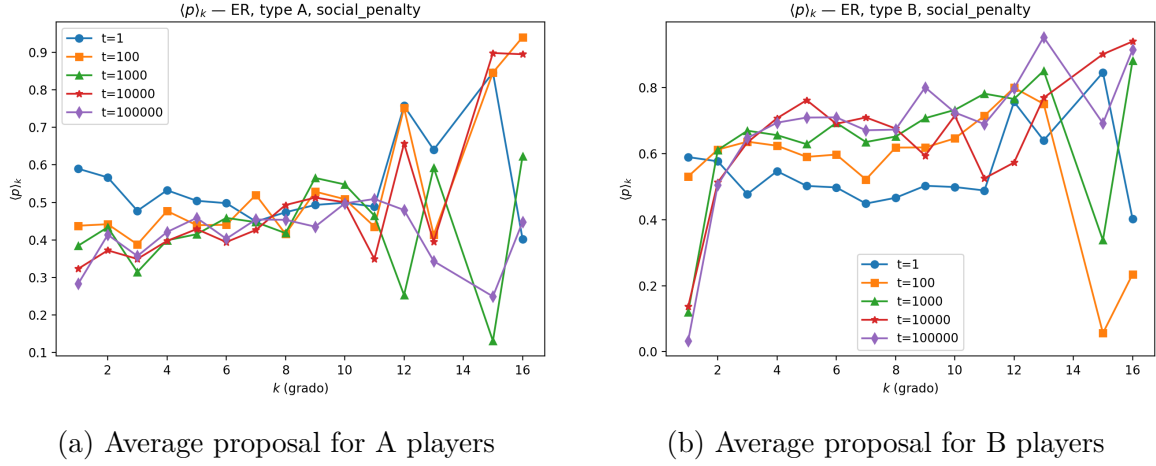 ⟨p⟩k — ER, type A, social_penalty
0.9
0.8
0.7
0.6
0.5
0.4
0.3
0.2
0.1
⟨p⟩k
t=1
t=100
t=1000
t=10000
t=100000
2 4 6 8 10 12 14 16
k (grado)
(a) Average proposal for A players
⟨p⟩k — ER, type B, social_penalty
0.8
0.6
0.4
0.2
0.0
⟨p⟩k
t=1
t=100
t=1000
t=10000
t=100000
2 4 6 8 10 12 14 16
k (grado)
(b) Average proposal for B players